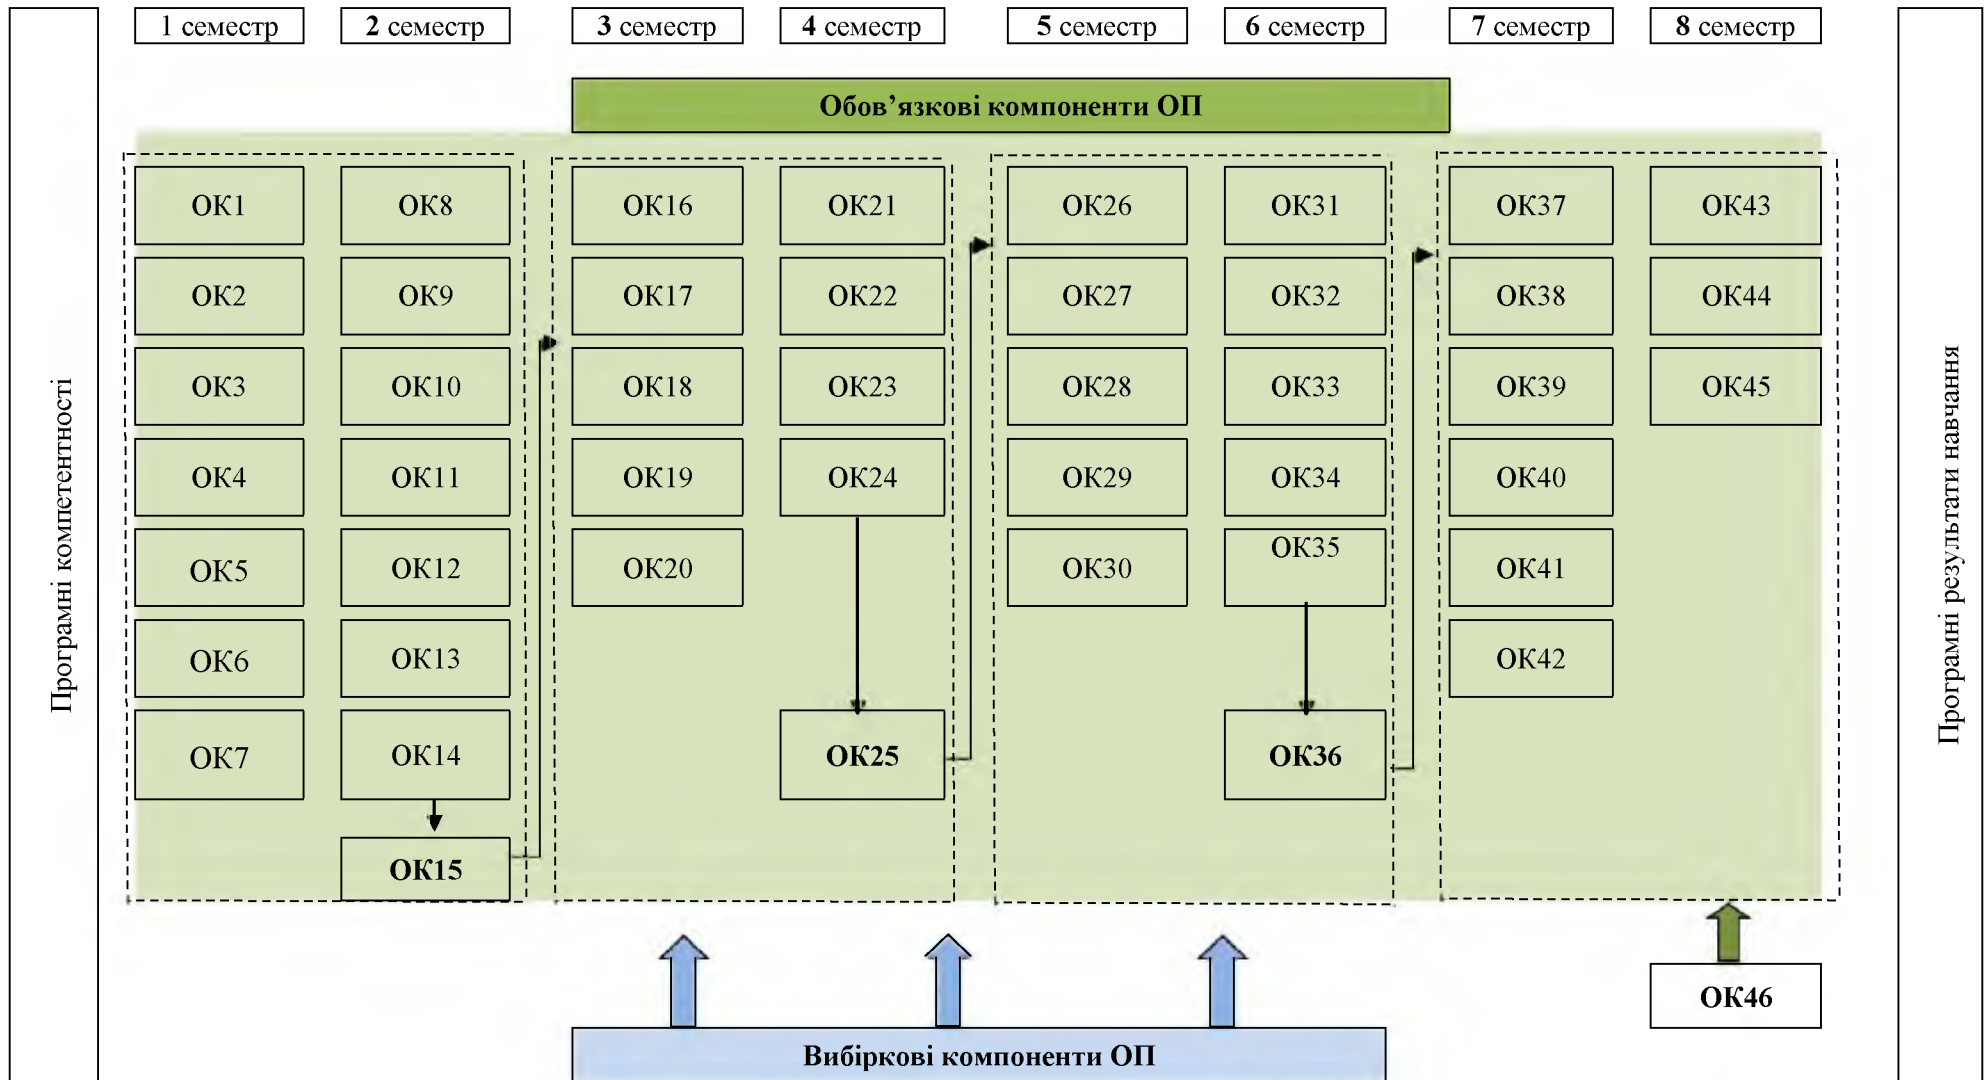 1 семестр
2 семестр
3 семестр
4 семестр
5 семестр
6 семестр
7 семестр
8 семестр
Обов’язкові компоненти ОП
Програмні компетентності
ОК1
ОК8
ОК16
ОК21
ОК26
ОК31
ОК37
ОК43
ОК2
ОК9
ОК17
ОК22
ОК27
ОК32
ОК38
ОК44
ОК3
ОК10
ОК18
ОК23
ОК28
ОК33
ОК39
ОК45
ОК4
ОК11
ОК19
ОК24
ОК29
ОК34
ОК40
ОК5
ОК12
ОК20
ОК30
ОК35
ОК41
ОК6
ОК13
ОК42
ОК7
ОК14
ОК25
ОК36
ОК15
ОК46
Вибіркові компоненти ОП
Програмні результати навчання